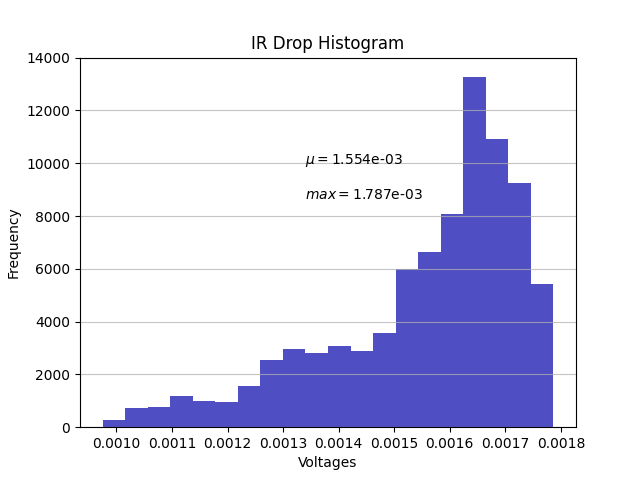 IR Drop Histogram
14000
12000
10000
8000
6000
4000
2000
0
Frequency
μ = 1.554e-03
max = 1.787e-03
0.0010 0.0011 0.0012 0.0013 0.0014 0.0015 0.0016 0.0017 0.0018
Voltages